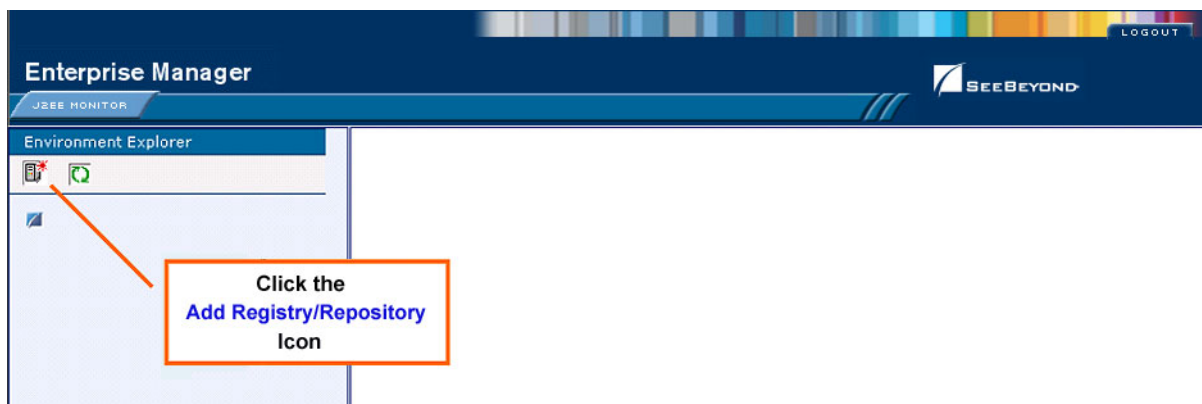 LOGOUT
Enterprise Manager
SEEBEYOND
J2EE MONITOR
Environment Explorer
Click the
Add Registry/Repository
Icon